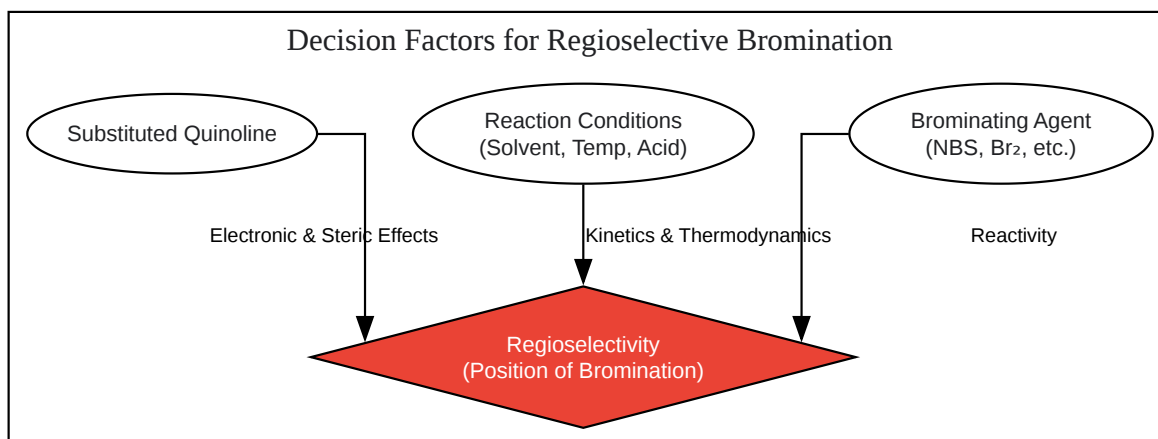 Decision Factors for Regioselective Bromination
Substituted Quinoline
Reaction Conditions
(Solvent, Temp, Acid)
Brominating Agent
(NBS, Br₂, etc.)
Electronic & Steric Effects
Kinetics & Thermodynamics
Reactivity
Regioselectivity
(Position of Bromination)